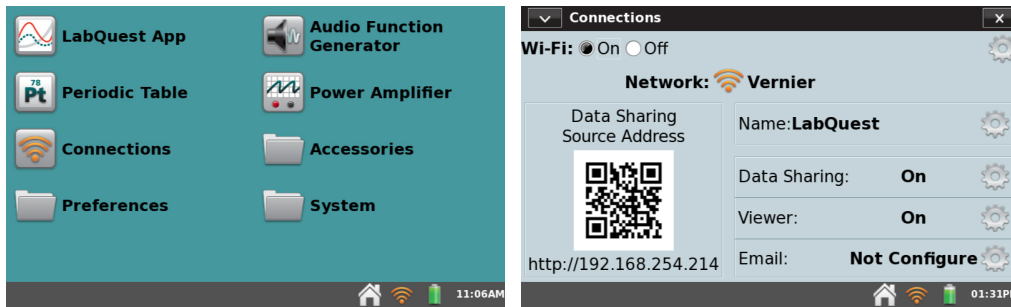 LabQuest App
Audio Function
Generator
78
Pt
Periodic Table
Power Amplifier
Connections
Accessories
Preferences
System
11:06AM
Connections
x
Wi-Fi: On Off
Network: Vernier
Data Sharing
Source Address
http://192.168.254.214
Name:LabQuest
Data Sharing: On
Viewer: On
Email: Not Configure
01:31P